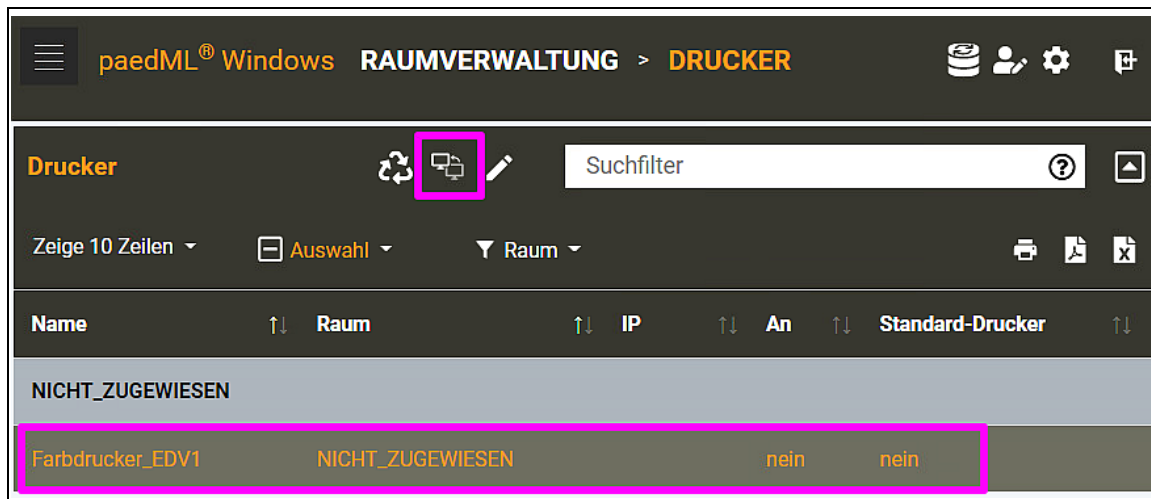 paedML® Windows RAUMVERWALTUNG > DRUCKER
Drucker Suchfilter
Zeige 10 Zeilen Auswahl Raum
Name Raum IP An Standard-Drucker
NICHT_ZUGEWIESEN
Farbdrucker_EDV1 NICHT_ZUGEWIESEN nein nein